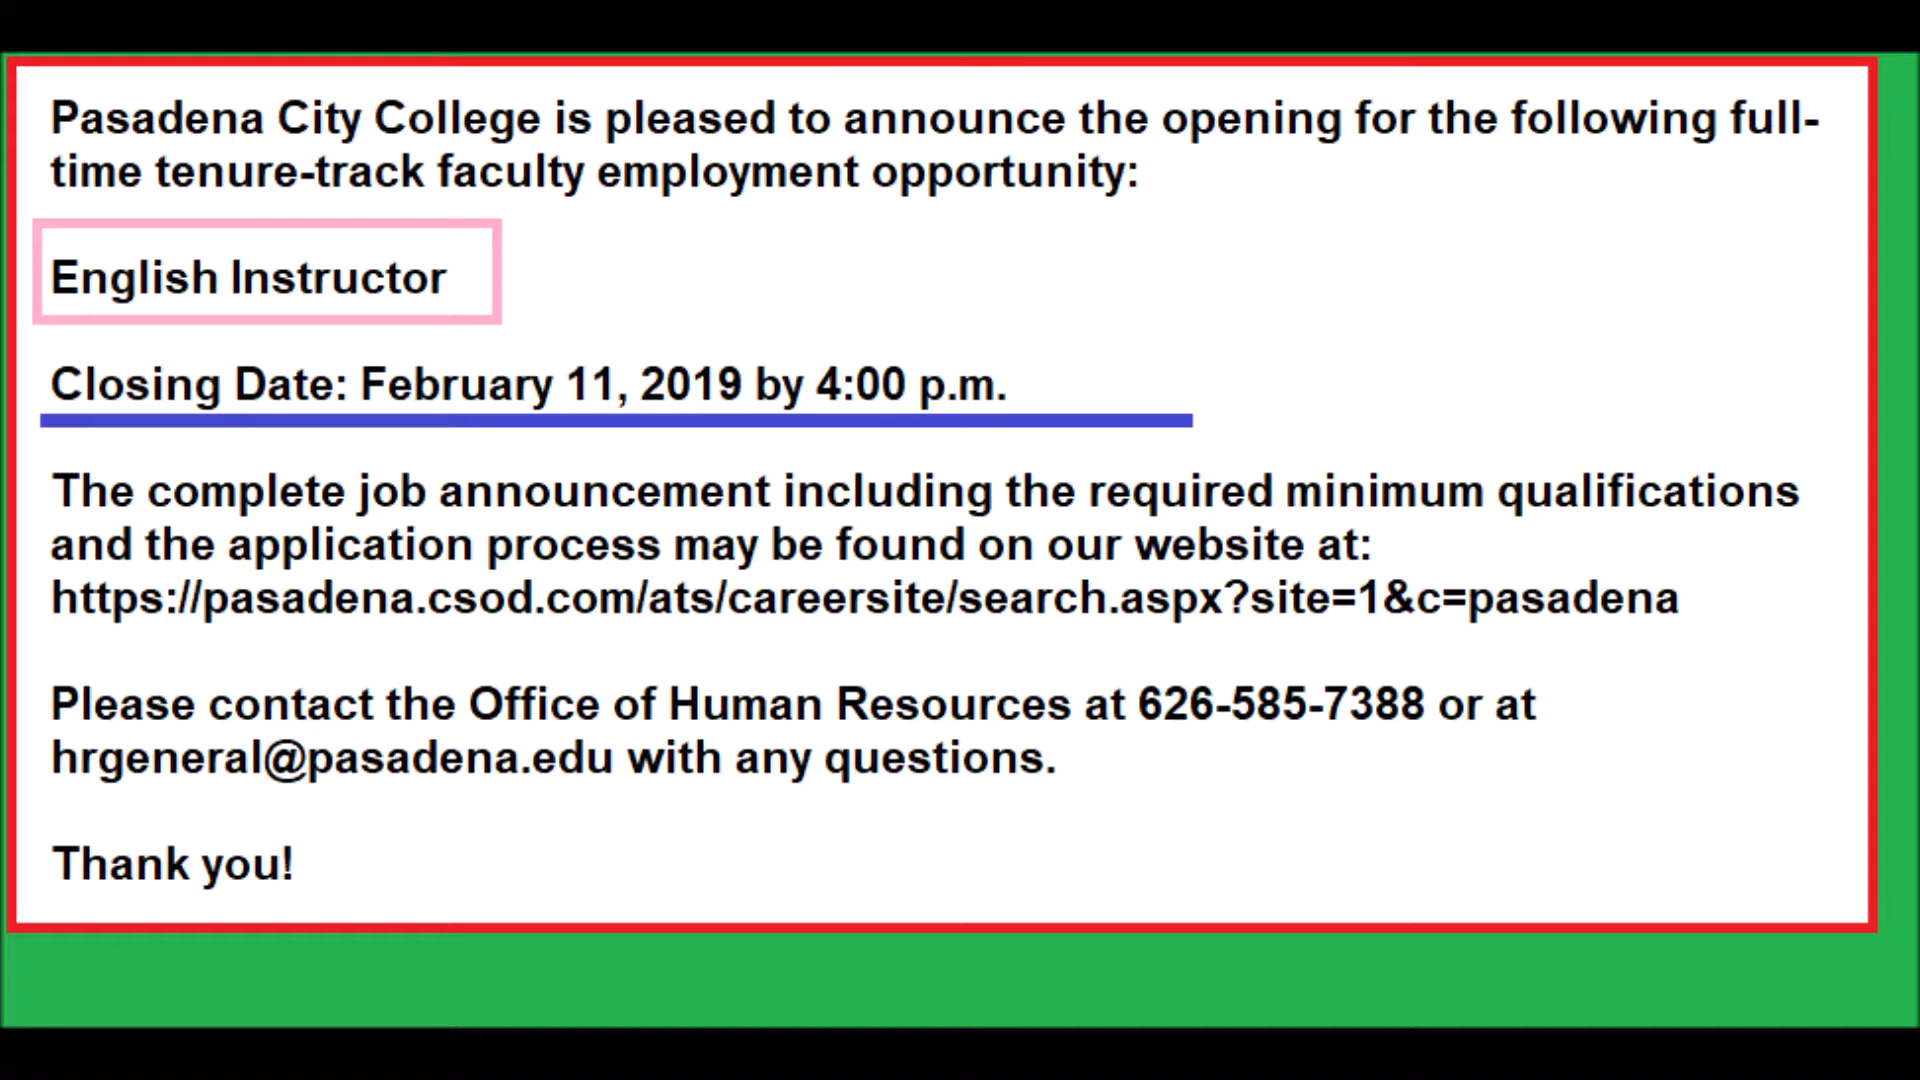 Pasadena City College is pleased to announce the opening for the following full-
time tenure-track faculty employment opportunity:
English Instructor
Closing Date: February 11, 2019 by 4:00 p.m.
The complete job announcement including the required minimum qualifications
and the application process may be found on our website at:
https://pasadena.csod.com/ats/careersite/search.aspx?site=1&c=pasadena
Please contact the Office of Human Resources at 626-585-7388 or at
hrgeneral@pasadena.edu with any questions.
Thank you!